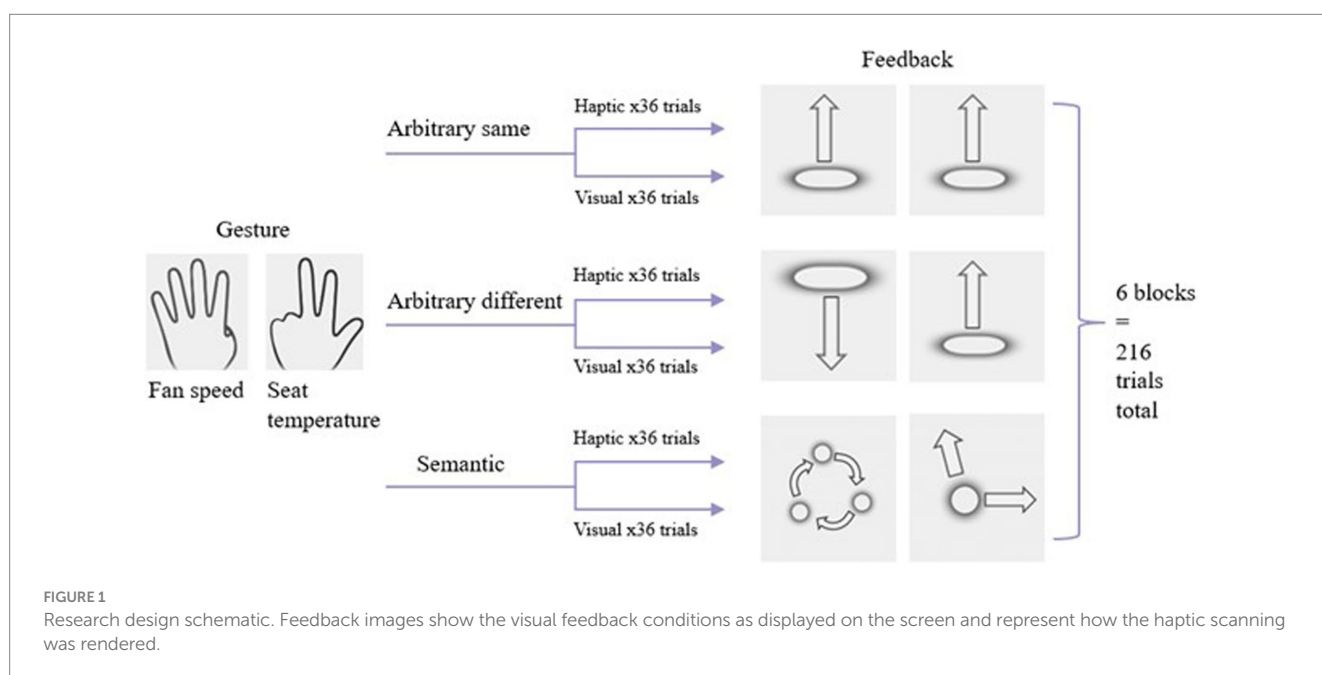 Feedback
Haptic x36 trials
Arbitrary same
Visual x36 trials
Gesture
Haptic x36 trials
Arbitrary different
Visual x36 trials
Fan speed
Seat
temperature
Haptic x36 trials
Semantic
Visual x36 trials
6 blocks
=
216
trials
total
FIGURE 1
Research design schematic. Feedback images show the visual feedback conditions as displayed on the screen and represent how the haptic scanning
was rendered.